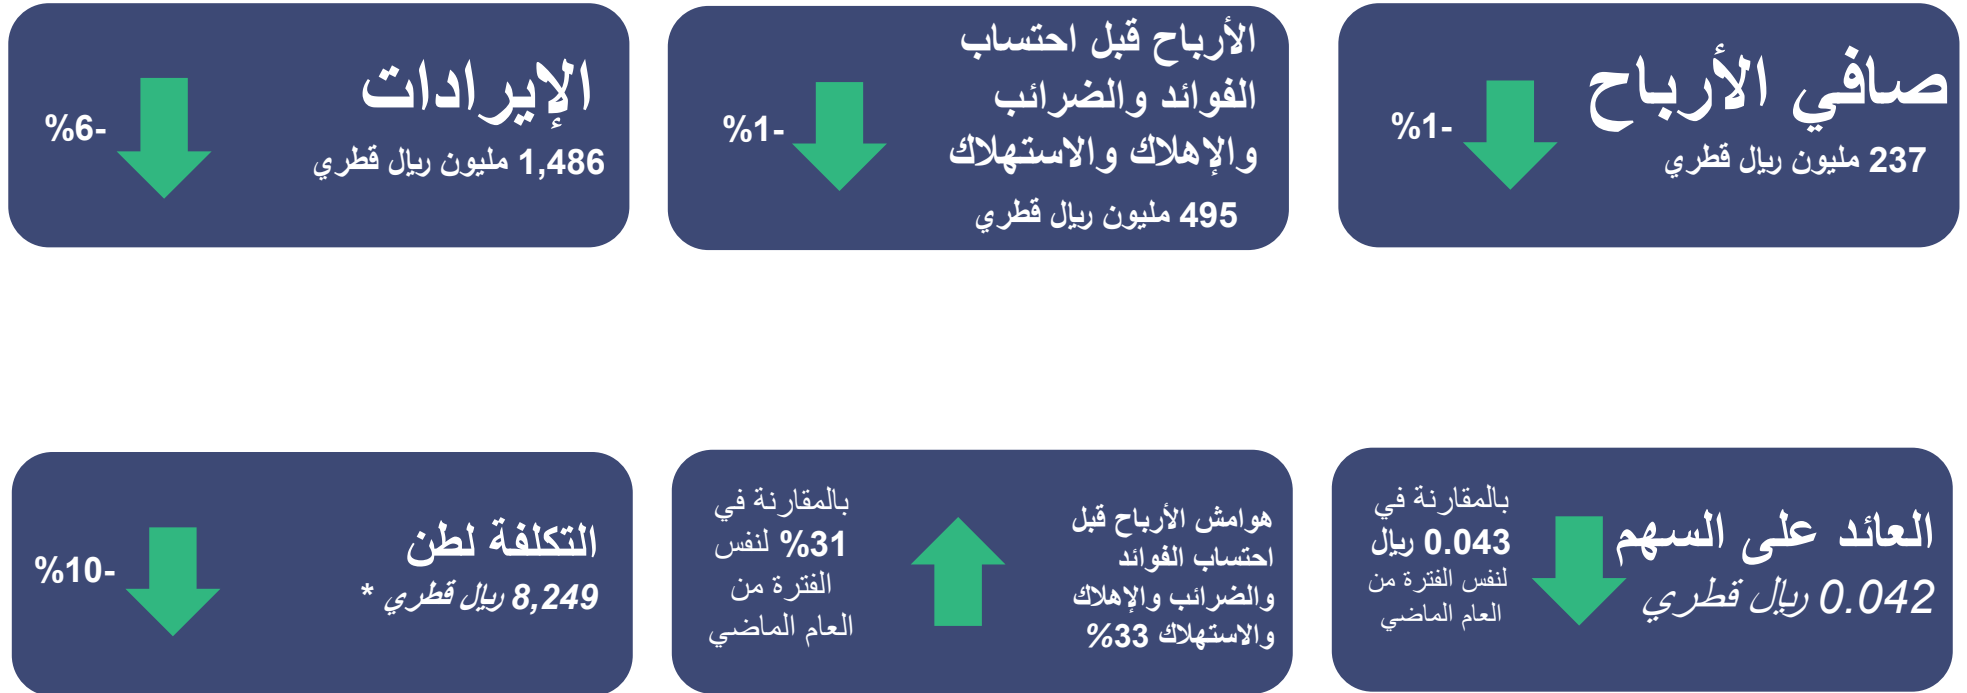 صافي الأرباح
237 مليون ريال قطري
%1-
الأرباح قبل احتساب
الفوائد والضرائب
والإهلاك والاستهلاك
495 مليون ريال قطري
%1-
الإيرادات
1,486 مليون ريال قطري
%6-
العائد على السهم
0.042 ريال قطري
بالمقارنة في
0.043 ريال
لنفس الفترة من
العام الماضي
هوامش الأرباح قبل
احتساب الفوائد
والضرائب والإهلاك
والاستهلاك 33%
بالمقارنة في
31% لنفس
الفترة من
العام الماضي
التكلفة لطن
8,249 ريال قطري *
%10-